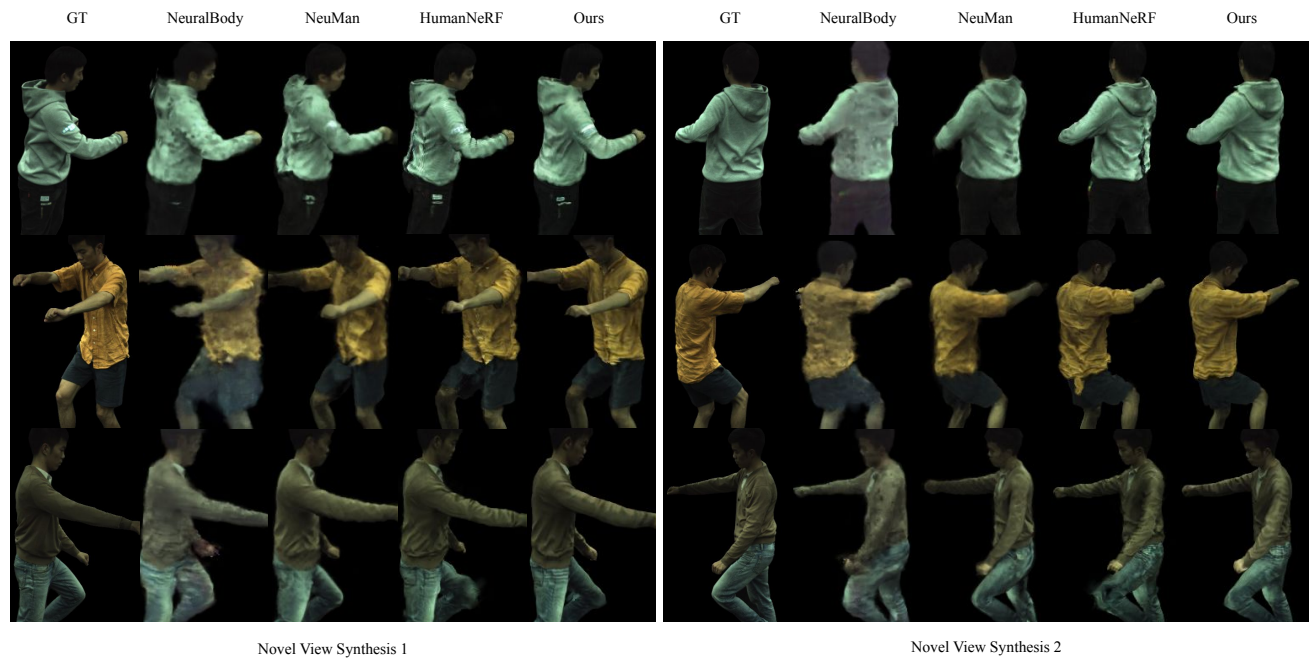 GT NeuralBody NeuMan HumanNeRF Ours GT NeuralBody NeuMan HumanNeRF Ours
Novel View Synthesis 1 Novel View Synthesis 2